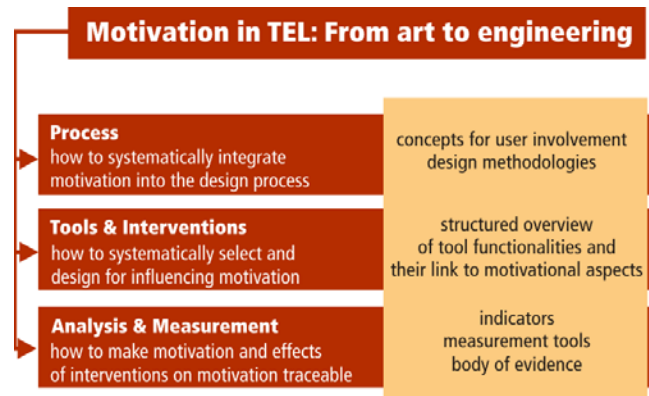 Motivation in TEL: From art to engineering
Process
how to systematically integrate
motivation into the design process
concepts for user involvement
design methodologies
Tools & Interventions
how to systematically select and
design for influencing motivation
structured overview
of tool functionalities and
their link to motivational aspects
Analysis & Measurement
how to make motivation and effects
of interventions on motivation traceable
indicators
measurement tools
body of evidence